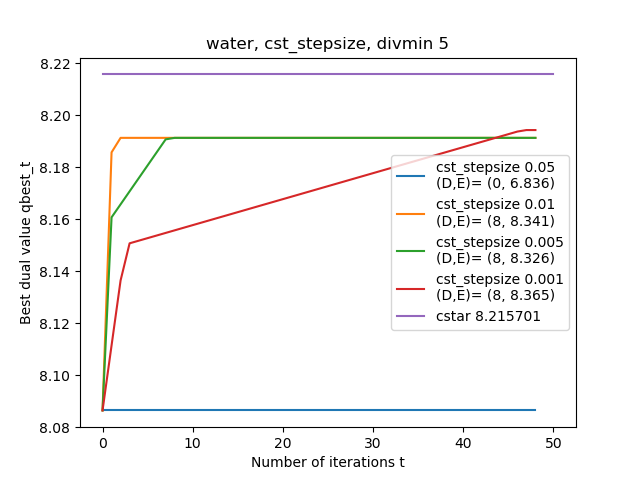 water, cst_stepsize, divmin 5
8.22
8.20
8.18
8.16
8.14
8.12
8.10
8.08
Best dual value qbest_t
cst_stepsize 0.05
(D,E)= (0, 6.836)
cst_stepsize 0.01
(D,E)= (8, 8.341)
cst_stepsize 0.005
(D,E)= (8, 8.326)
cst_stepsize 0.001
(D,E)= (8, 8.365)
cstar 8.215701
0 10 20 30 40 50
Number of iterations t